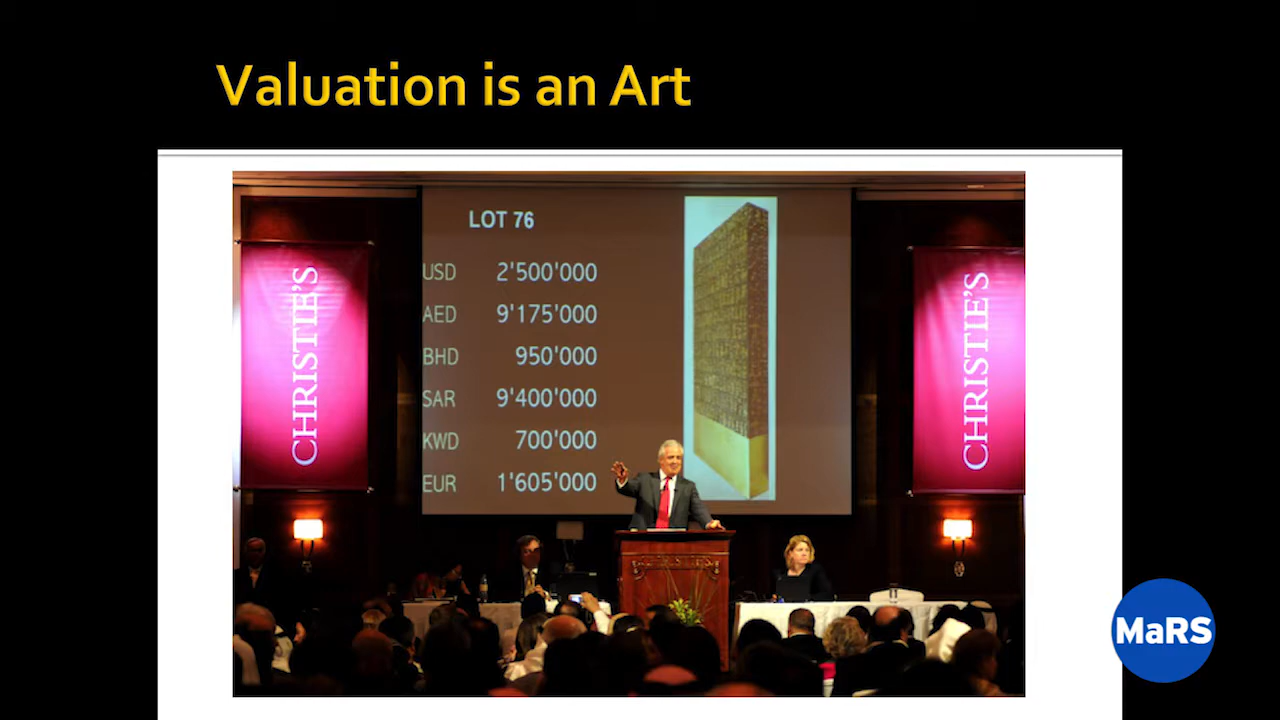 Valuation is an Art
LOT 76
USD 2'500'000
AED 9'175'000
BHD 950'000
SAR 9'400'000
KWD 700'000
EUR 1'605'000
CHRISTIE'S
CHRISTIE'S
CHRISTIE'S
MaRS